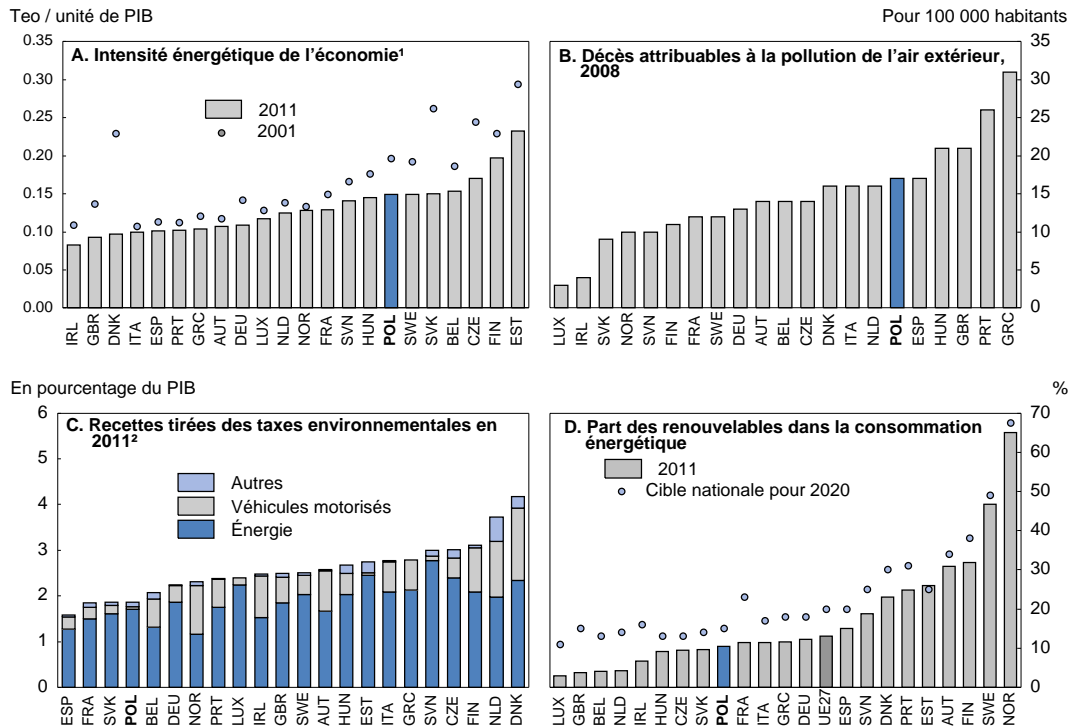 Teo / unité de PIB
A. Intensité énergétique de l'économie¹
2011
2001
0.35
0.30
0.25
0.20
0.15
0.10
0.05
0.00
IRL GBR DNK ITA ESP PRT GRC AUT DEU LUX NLD NOR FRA SVN HUN POL SWE SVK BEL CZE FIN EST
Pour 100 000 habitants
B. Décès attribuables à la pollution de l'air extérieur,
2008
35
30
25
20
15
10
5
0
LUX IRL SVK NOR SVN FIN FRA SWE DEU AUT BEL CZE DNK ITA NLD POL ESP HUN GBR PRT GRC
En pourcentage du PIB
C. Recettes tirées des taxes environnementales en
2011²
Autres
Véhicules motorisés
Énergie
6
5
4
3
2
1
0
ESP FRA SVK POL BEL DEU NOR PRT LUX IRL GBR SWE AUT HUN EST ITA GRC SVN CZE FIN NLD DNK
%
D. Part des renouvelables dans la consommation
énergétique
2011
Cible nationale pour 2020
70
60
50
40
30
20
10
0
LUX GBR BEL NLD IRL HUN CZE SVK POL FRA ITA GRC DEU UE27 ESP SVN DNK PRT EST AUT FIN SWE NOR